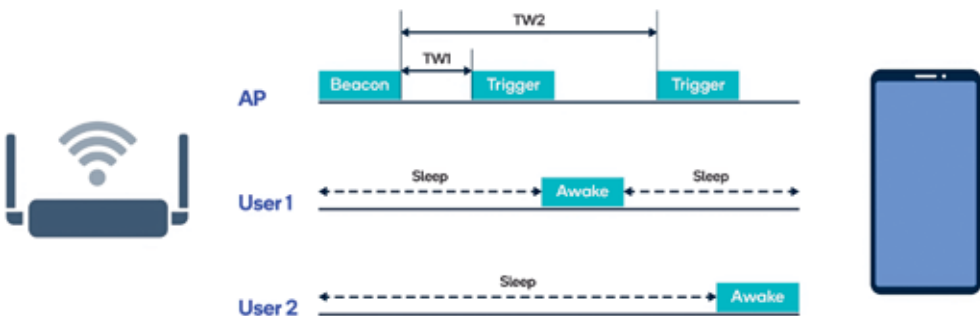 TW2
TW1
Beacon Trigger Trigger
AP
Sleep Sleep
Awake
User 1
Sleep
Awake
User 2